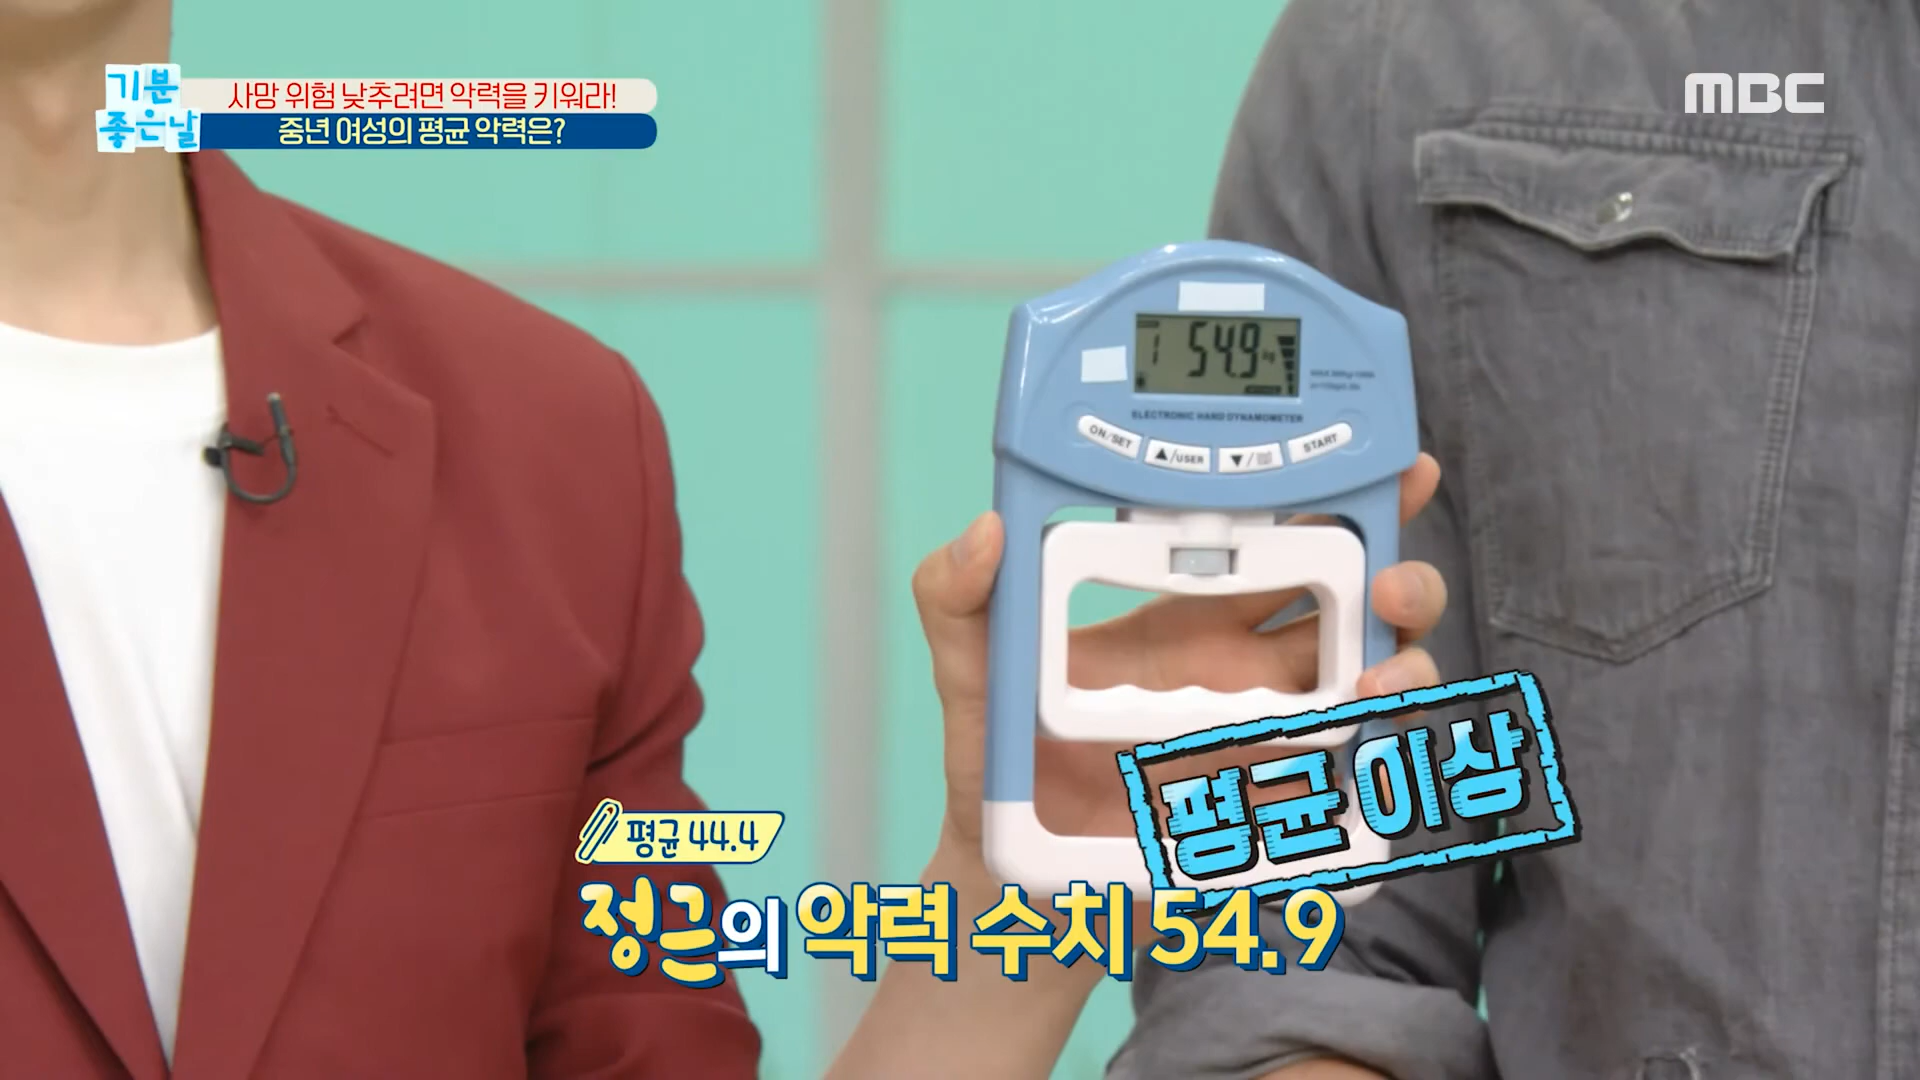 기분
좋은날
사망 위험 낮추려면 악력을 키워라!
중년 여성의 평균 악력은?
MBC
1 54.9 kg
ELECTRONIC HAND DYNAMOMETER
ON/SET
▲/USER
▼/
START
평균 이상
평균 44.4
정근의 악력 수치 54.9